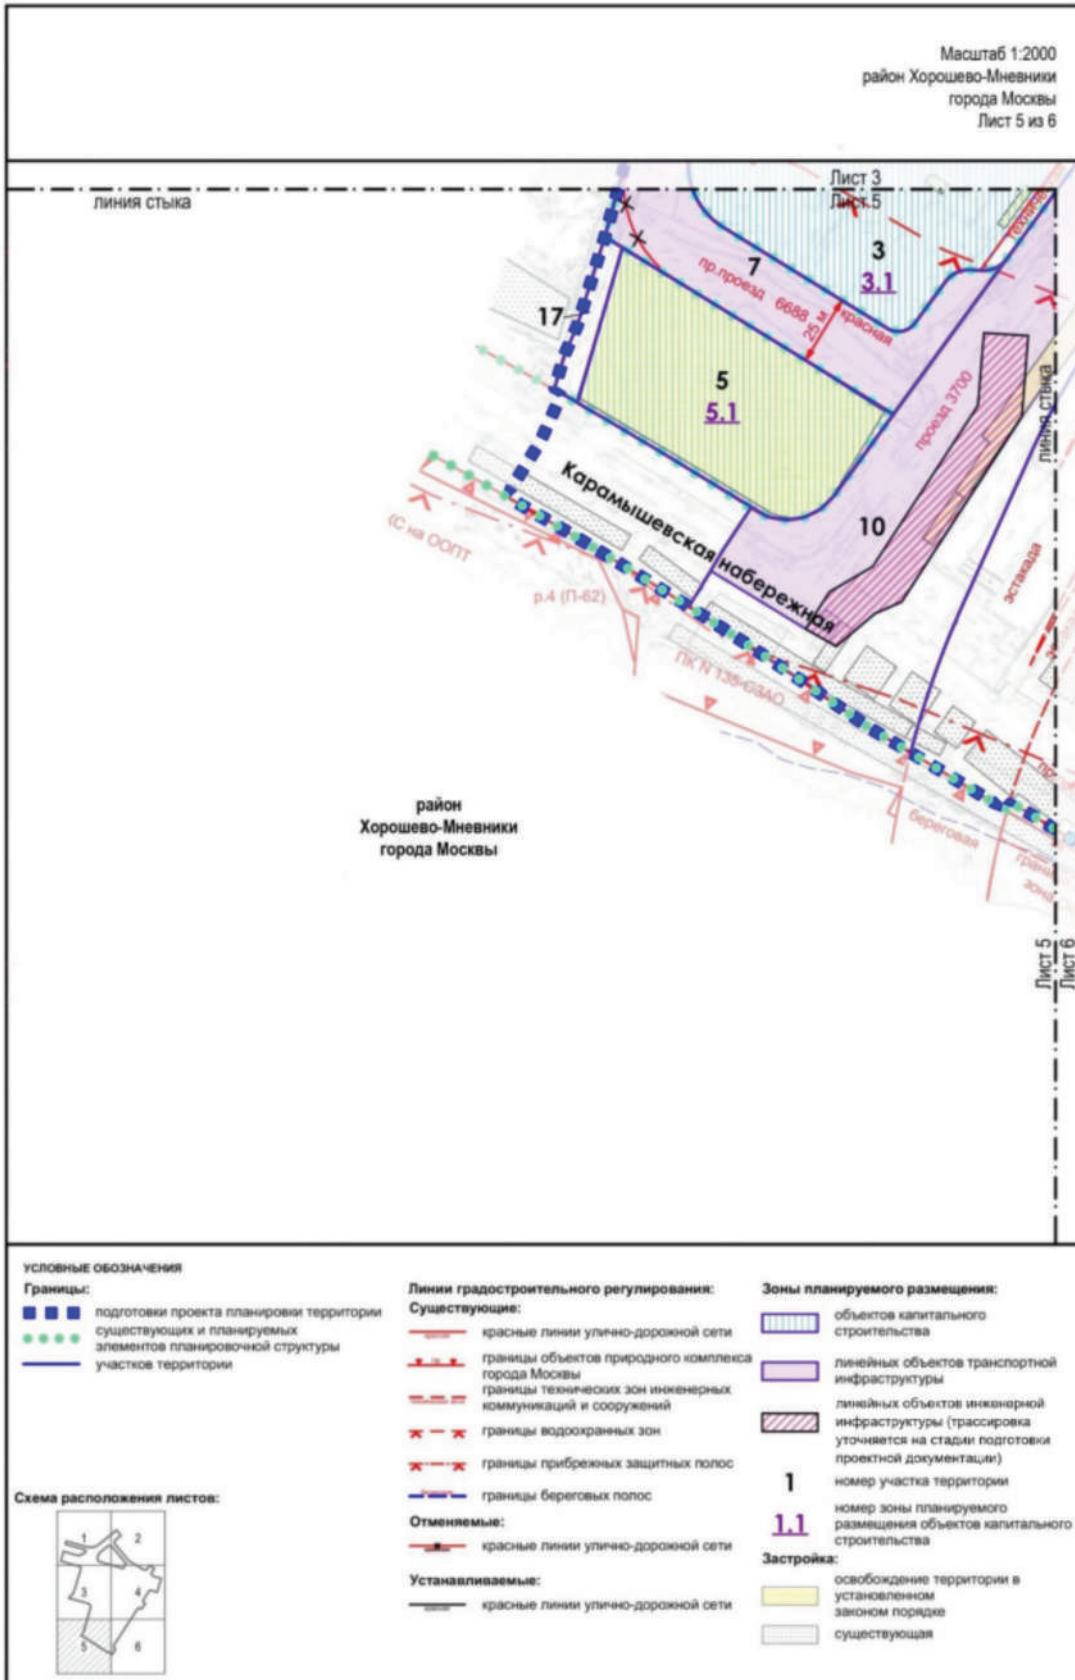 Масштаб 1:2000
район Хорошево-Мневники
города Москвы
Лист 5 из 6
линия стыка
Лист 3
Лист 5
3
3.1
7
пр.проезд 6688
25 м
красная
17
5
5.1
проезд 3700
линия стыка
Карамышевская набережная
10
эстакада
р.4 (П-62)
ПК N 135-СЗАО
береговая
зона
район
Хорошево-Мневники
города Москвы
Лист 5
Лист 6
УСЛОВНЫЕ ОБОЗНАЧЕНИЯ
Границы:
подготовки проекта планировки территории
существующих и планируемых
элементов планировочной структуры
участков территории
Схема расположения листов:
1
2
3
4
5
6
Линии градостроительного регулирования:
Существующие:
красные линии улично-дорожной сети
границы объектов природного комплекса
города Москвы
границы технических зон инженерных
коммуникаций и сооружений
границы водоохранных зон
границы прибрежных защитных полос
границы береговых полос
Отменяемые:
красные линии улично-дорожной сети
Устанавливаемые:
красные линии улично-дорожной сети
Зоны планируемого размещения:
объектов капитального
строительства
линейных объектов транспортной
инфраструктуры
линейных объектов инженерной
инфраструктуры (трассировка
уточняется на стадии подготовки
проектной документации)
1
номер участка территории
1.1
номер зоны планируемого
размещения объектов капитального
строительства
Застройка:
освобождение территории в
установленном
законом порядке
существующая